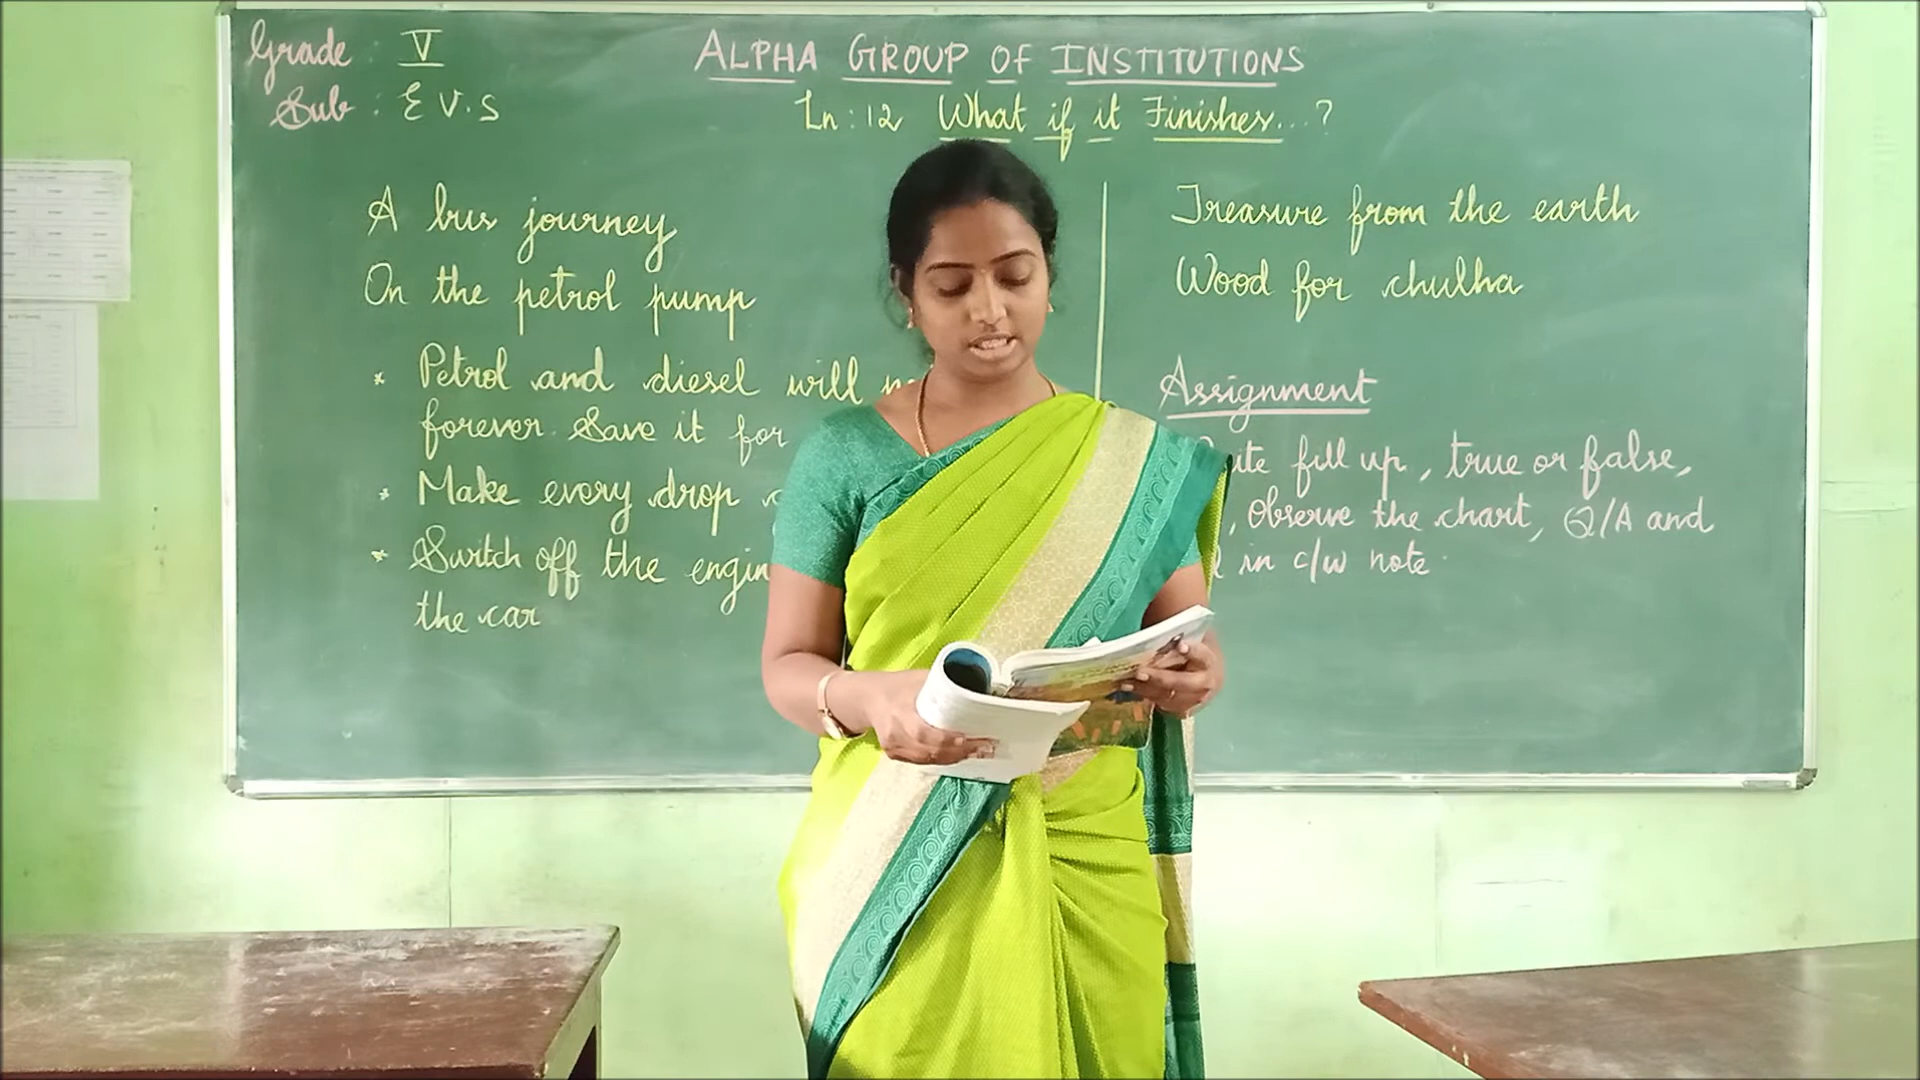 Grade : V
Sub : E V.S
ALPHA GROUP OF INSTITUTIONS
Ln : 12 What if it Finishes...?
A bus journey
On the petrol pump
* Petrol and diesel will
forever. Save it for
* Make every drop
* Switch off the
the car
Treasure from the earth
Wood for chulha
Assignment
fill up, true or false,
, Observe the chart, Q/A and
in c/w note.